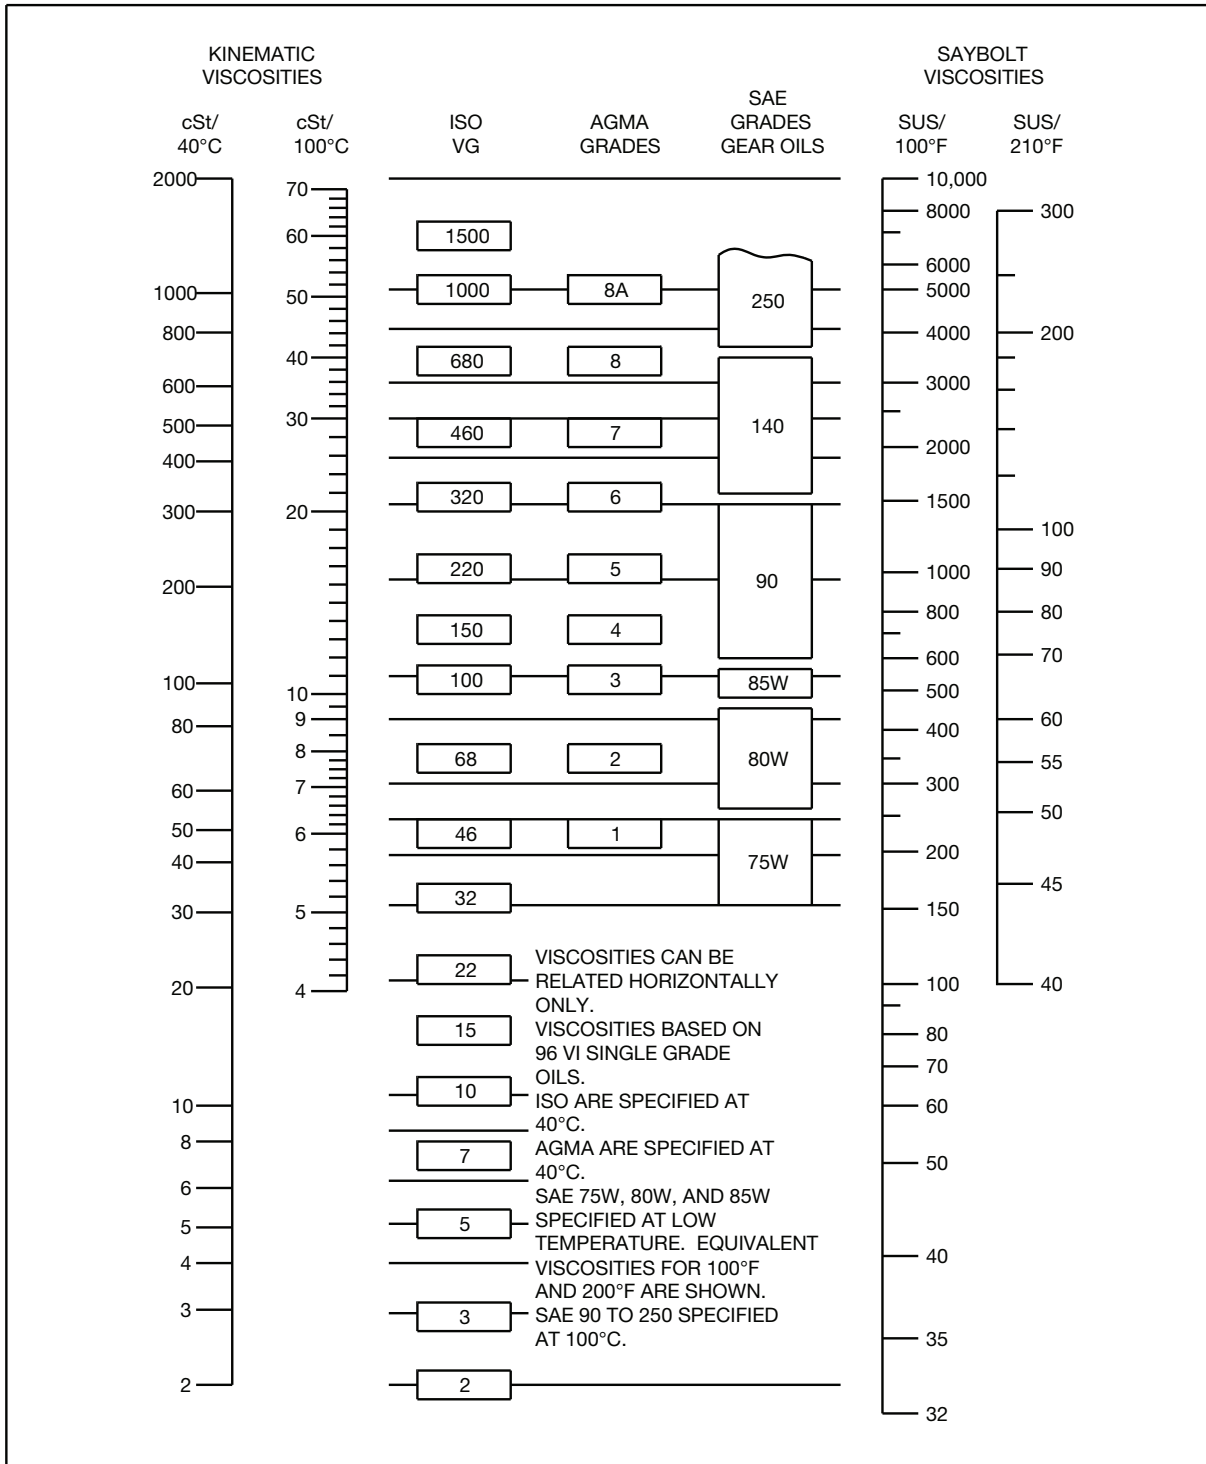 KINEMATIC
VISCOSITIES
SAYBOLT
VISCOSITIES
cSt/
40°C
cSt/
100°C
ISO
VG
AGMA
GRADES
SAE
GRADES
GEAR OILS
SUS/
100°F
SUS/
210°F
2000
1000
800
600
500
400
300
200
100
80
60
50
40
30
20
10
8
6
5
4
3
2
70
60
50
40
30
20
10
9
8
7
6
5
4
1500
1000
680
460
320
220
150
100
68
46
32
22
15
10
7
5
3
2
8A
8
7
6
5
4
3
2
1
250
140
90
85W
80W
75W
VISCOSITIES CAN BE
RELATED HORIZONTALLY
ONLY.
VISCOSITIES BASED ON
96 VI SINGLE GRADE
OILS.
ISO ARE SPECIFIED AT
40°C.
AGMA ARE SPECIFIED AT
40°C.
SAE 75W, 80W, AND 85W
SPECIFIED AT LOW
TEMPERATURE. EQUIVALENT
VISCOSITIES FOR 100°F
AND 200°F ARE SHOWN.
SAE 90 TO 250 SPECIFIED
AT 100°C.
10,000
8000
6000
5000
4000
3000
2000
1500
1000
800
600
500
400
300
200
150
100
80
70
60
50
40
35
32
300
200
100
90
80
70
60
55
50
45
40